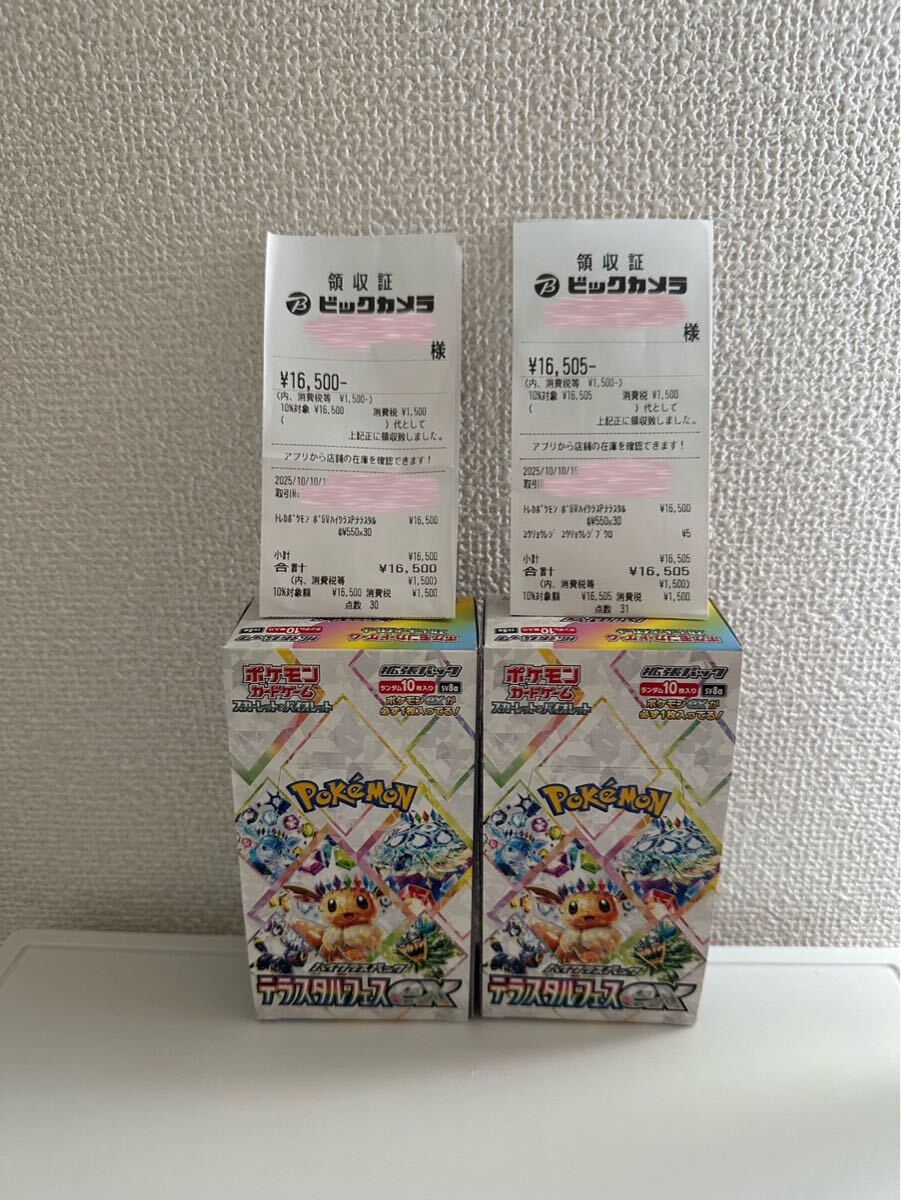 領収証
ビックカメラ
様
¥16,500-
(内、消費税等 ¥1,500-)
10%対象 ¥16,500 消費税 ¥1,500
( )代として
上記正に領収致しました。
アプリから店舗の在庫を確認できます!
2025/10/10/1
取引No
トレカポケモン ポSVハイクラスPテラスタル ¥16,500
@¥550x30
小計 ¥16,500
合計 ¥16,500
(内、消費税等 ¥1,500)
10%対象額 ¥16,500 消費税 ¥1,500
点数 30
領収証
ビックカメラ
様
¥16,505-
(内、消費税等 ¥1,500-)
10%対象 ¥16,505 消費税 ¥1,500
( )代として
上記正に領収致しました。
アプリから店舗の在庫を確認できます!
2025/10/10/15
取引
トレカポケモン ポSVハイクラスPテラスタル ¥16,500
@¥550x30
ユウリョウレジ ユウリョウレジブクロ ¥5
小計 ¥16,505
合計 ¥16,505
(内、消費税等 ¥1,500)
10%対象額 ¥16,505 消費税 ¥1,500
点数 31
ポケモン
カードゲーム
スカーレット&バイオレット
拡張パック
ランダム10枚入り SV8a
ポケモンexが
必ず1枚入ってる!
POKéMON
ハイクラスパック
テラスタルフェスex
ポケモン
カードゲーム
スカーレット&バイオレット
拡張パック
ランダム10枚入り SV8a
ポケモンexが
必ず1枚入ってる!
POKéMON
ハイクラスパック
テラスタルフェスex